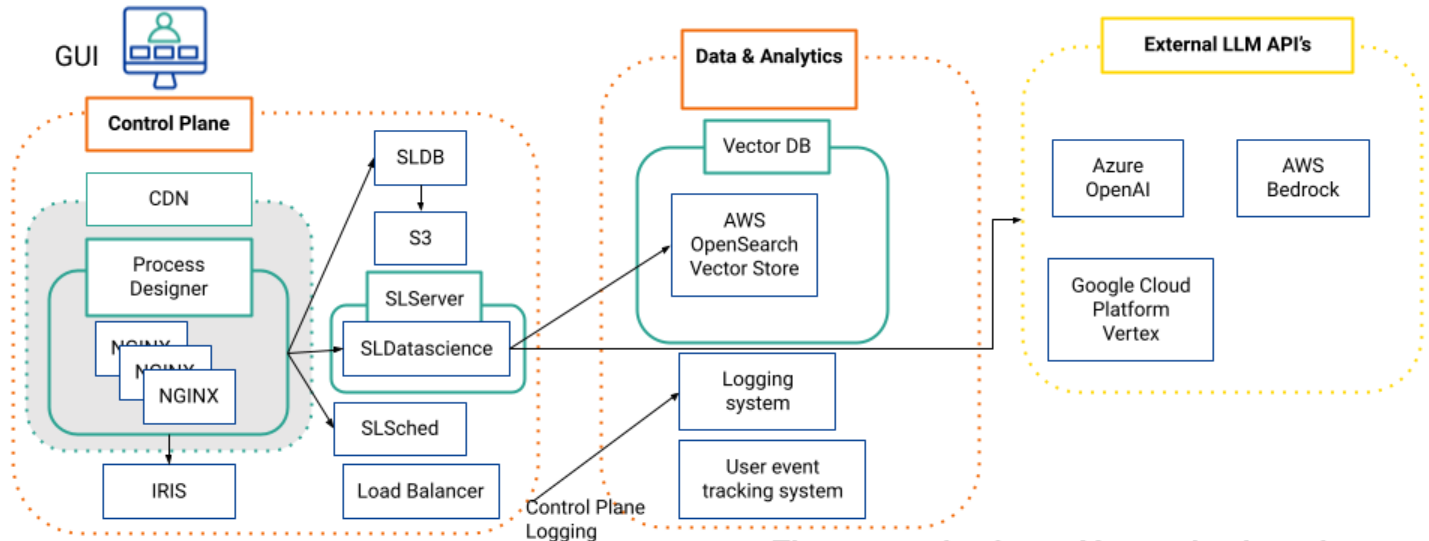 GUI
Control Plane
CDN
Process
Designer
NGINX
NGINX
NGINX
IRIS
SLDB
S3
SLServer
SLDatascience
SLSched
Load Balancer
Control Plane
Logging
Data & Analytics
Vector DB
AWS
OpenSearch
Vector Store
Logging
system
User event
tracking system
External LLM API's
Azure
OpenAI
AWS
Bedrock
Google Cloud
Platform
Vertex